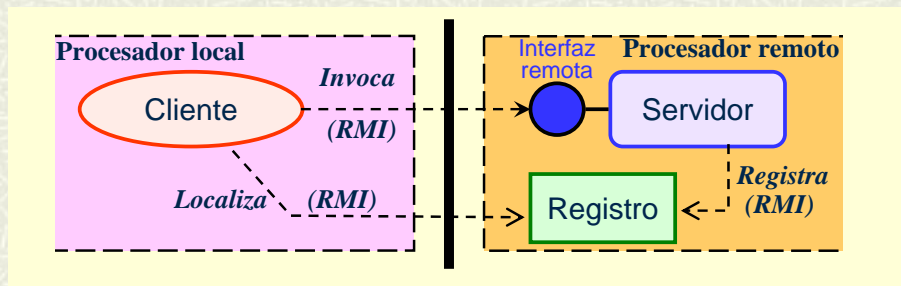 Procesador local
Invoca
Cliente
(RMI)
Localiza
(RMI)
Interfaz
remota
Procesador remoto
Servidor
Registra
(RMI)
Registro